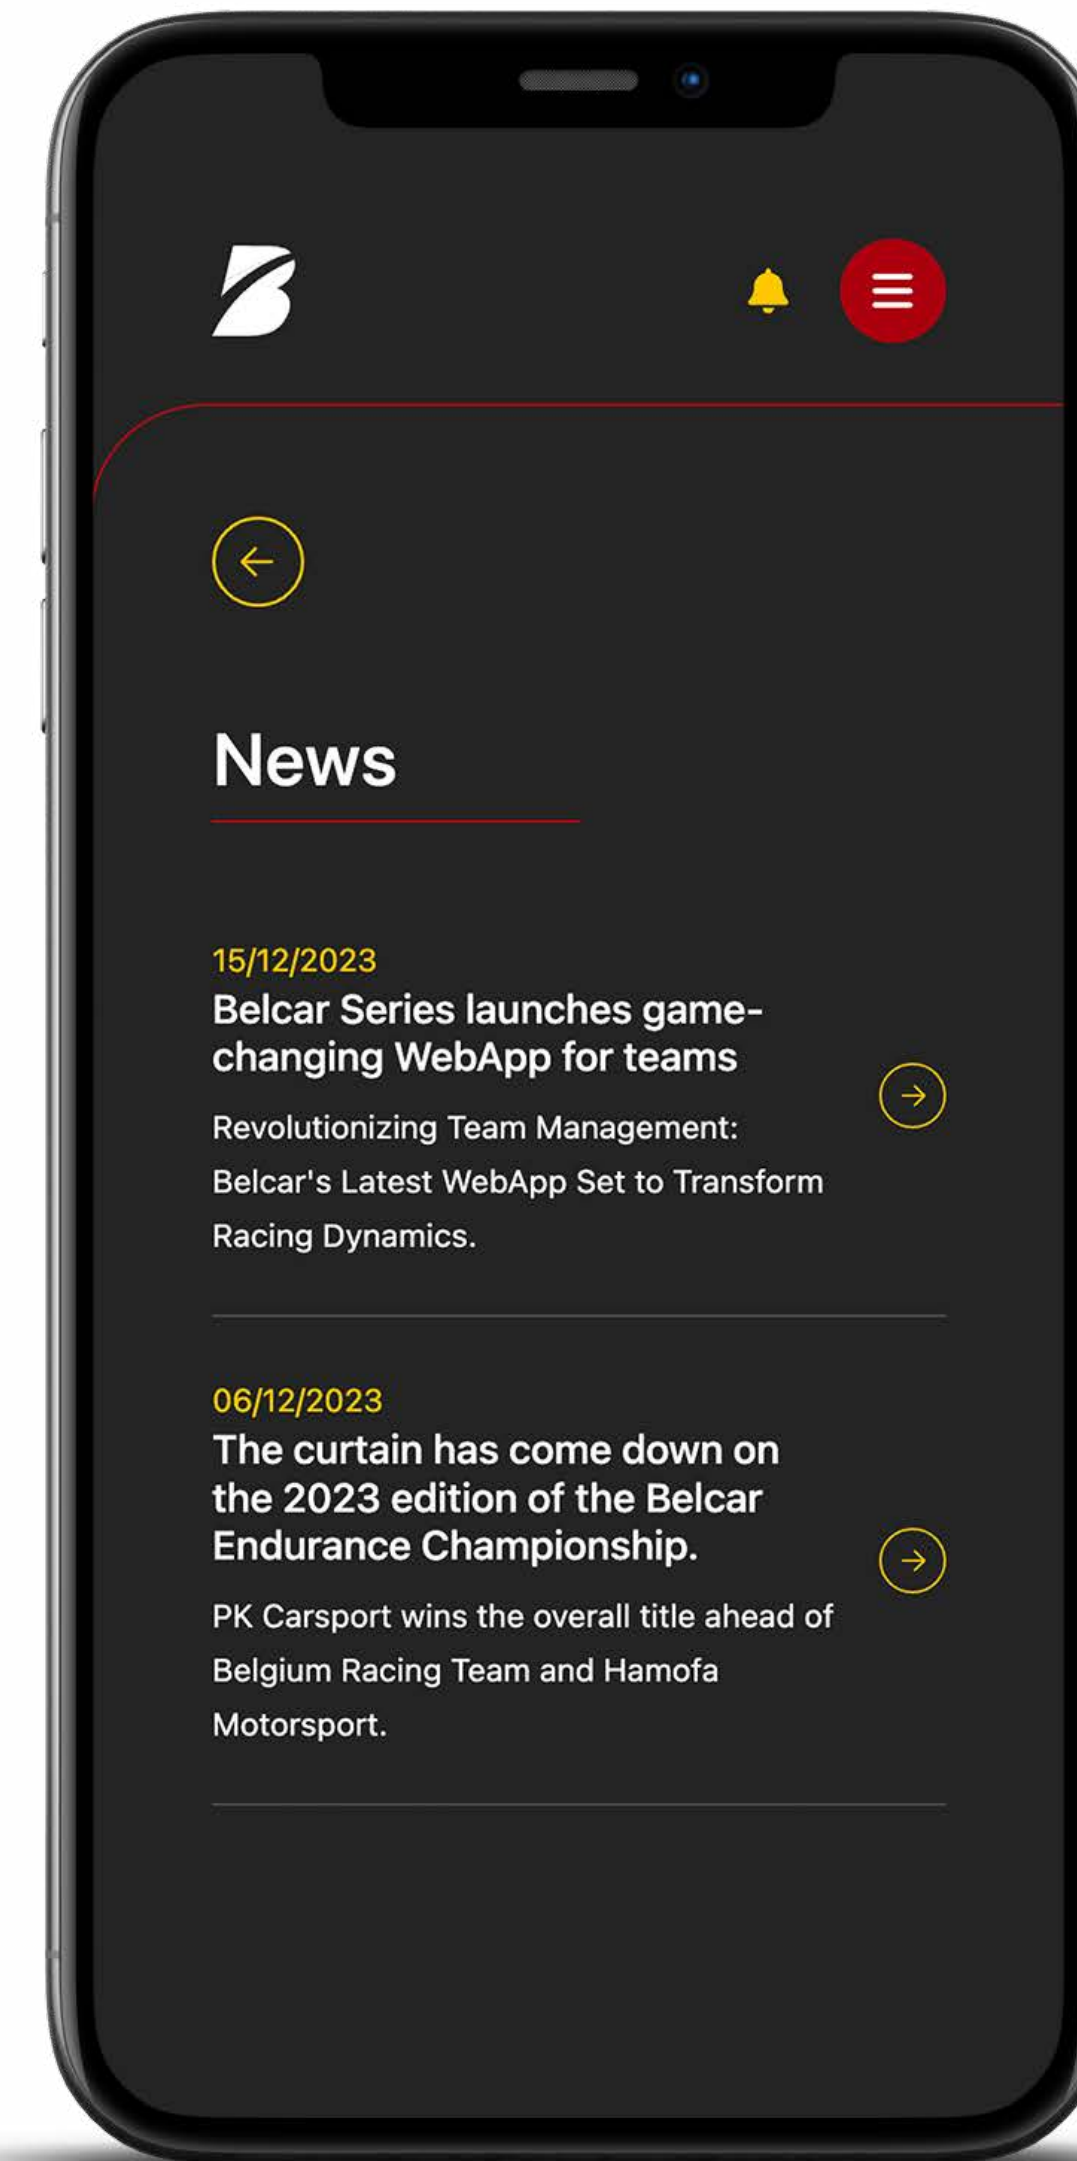 News
15/12/2023
Belcar Series launches game-
changing WebApp for teams
Revolutionizing Team Management:
Belcar's Latest WebApp Set to Transform
Racing Dynamics.
06/12/2023
The curtain has come down on
the 2023 edition of the Belcar
Endurance Championship.
PK Carsport wins the overall title ahead of
Belgium Racing Team and Hamofa
Motorsport.